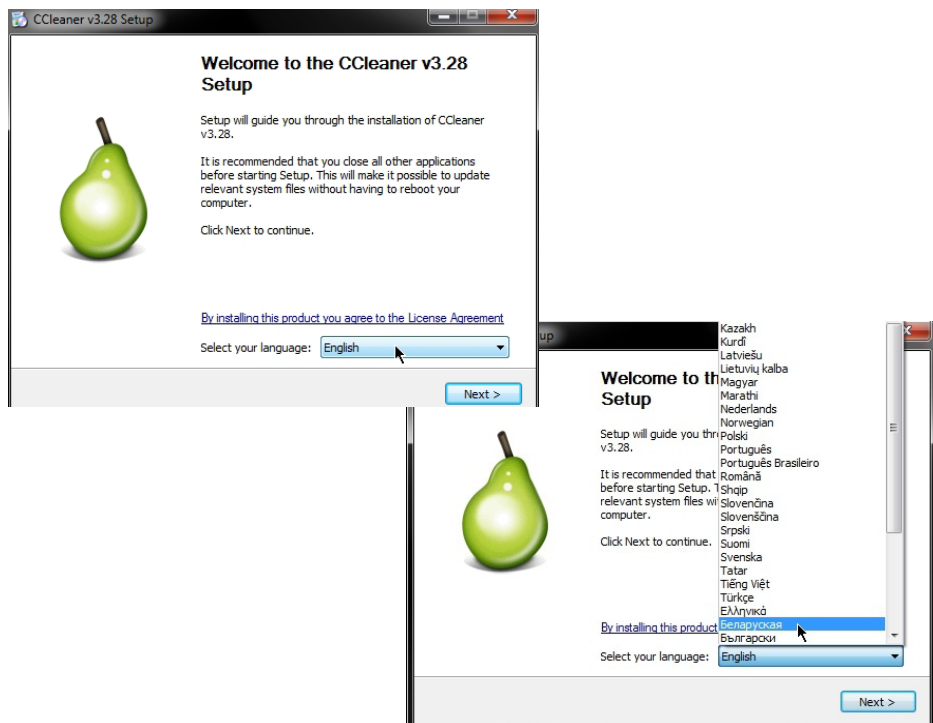 CCleaner v3.28 Setup
Welcome to the CCleaner v3.28
Setup
Setup will guide you through the installation of CCleaner
v3.28.
It is recommended that you close all other applications
before starting Setup. This will make it possible to update
relevant system files without having to reboot your
computer.
Click Next to continue.
By installing this product you agree to the License Agreement
Select your language: English
Next >
up
Welcome to th
Setup
Setup will guide you thr
v3.28.
It is recommended that
before starting Setup. T
relevant system files wi
computer.
Click Next to continue.
By installing this product
Kazakh
Kurdî
Latviešu
Lietuvių kalba
Magyar
Marathi
Nederlands
Norwegian
Polski
Português
Português Brasileiro
Română
Shqip
Slovenčina
Slovenščina
Srpski
Suomi
Svenska
Tatar
Tiếng Việt
Türkçe
Ελληνικά
Беларуская
Български
Select your language: English
Next >